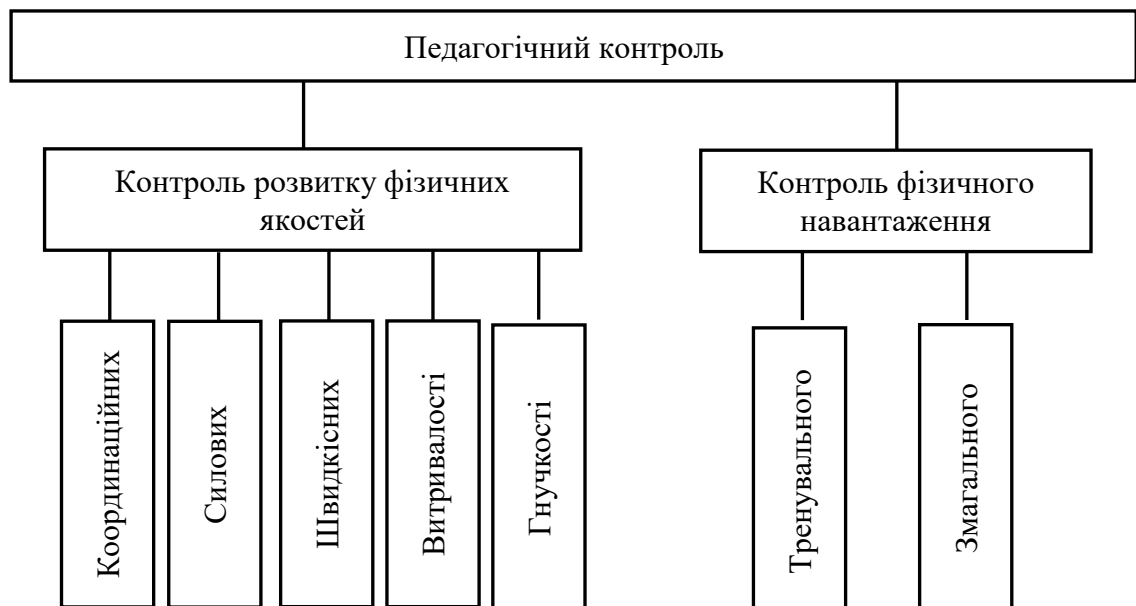 Педагогічний контроль
Контроль розвитку фізичних
якостей
Контроль фізичного
навантаження
Координаційних
Силових
Швидкісних
Витривалості
Гнучкості
Тренувального
Змагального